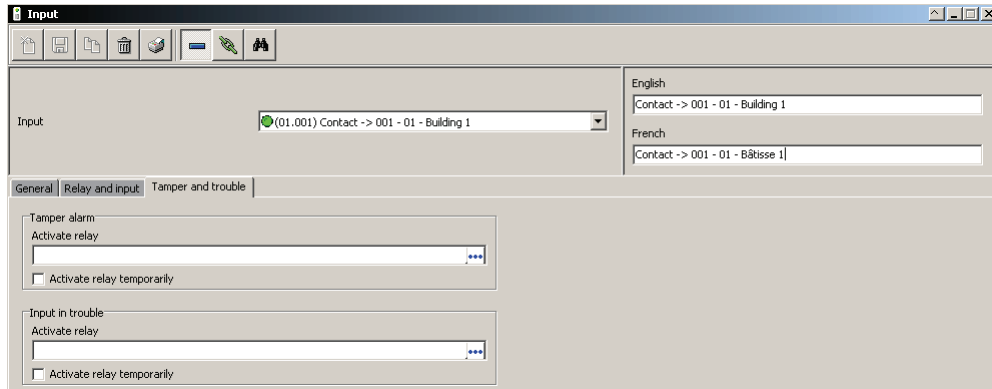 Input
Input
(01.001) Contact -> 001 - 01 - Building 1
English
Contact -> 001 - 01 - Building 1
French
Contact -> 001 - 01 - Bâtisse 1
General Relay and input Tamper and trouble
Tamper alarm
Activate relay
Activate relay temporarily
Input in trouble
Activate relay
Activate relay temporarily